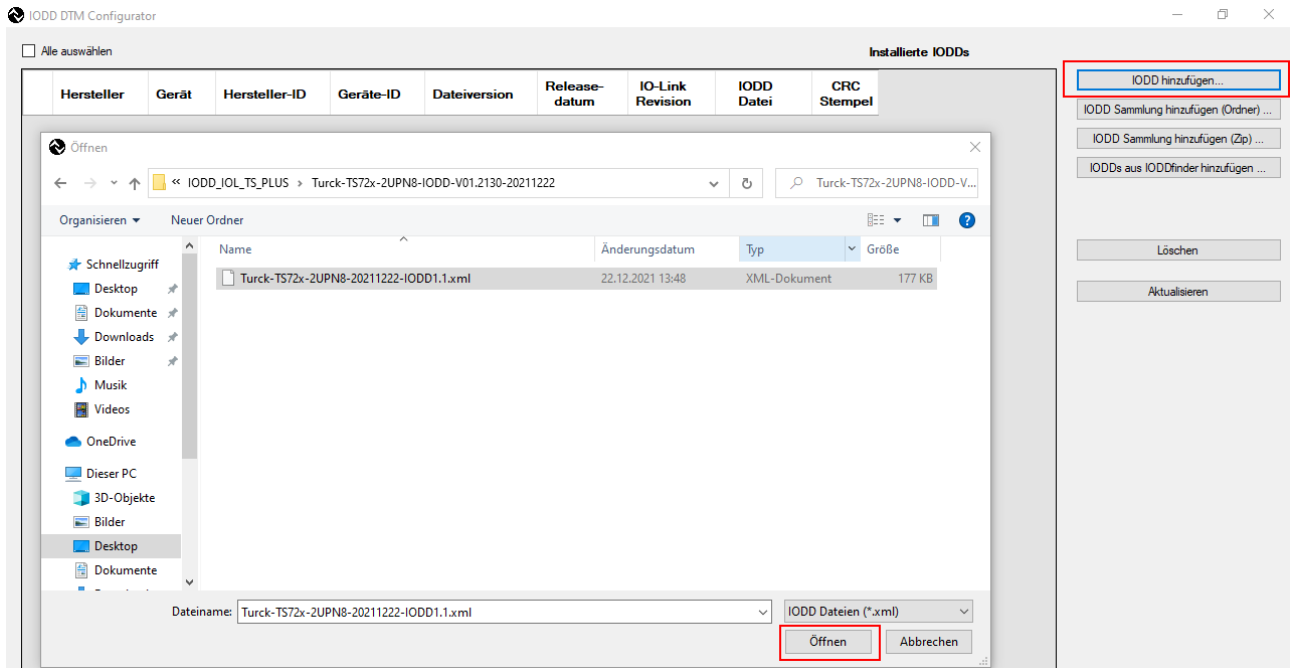 IODD DTM Configurator
Alle auswählen
Installierte IODDs
Hersteller Gerät Hersteller-ID Geräte-ID Dateiversion Release-datum IO-Link Revision IODD Datei CRC Stempel
IODD hinzufügen...
IODD Sammlung hinzufügen (Ordner) ...
IODD Sammlung hinzufügen (Zip) ...
IODDs aus IODDfinder hinzufügen ...
Löschen
Aktualisieren
Öffnen
« IODD_IOL_TS_PLUS › Turck-TS72x-2UPN8-IODD-V01.2130-20211222
Turck-TS72x-2UPN8-IODD-V...
Organisieren Neuer Ordner
Name Änderungsdatum Typ Größe
Turck-TS72x-2UPN8-20211222-IODD1.1.xml 22.12.2021 13:48 XML-Dokument 177 KB
Schnellzugriff
Desktop
Dokumente
Downloads
Bilder
Musik
Videos
OneDrive
Dieser PC
3D-Objekte
Bilder
Desktop
Dokumente
Dateiname: Turck-TS72x-2UPN8-20211222-IODD1.1.xml IODD Dateien (*.xml)
Öffnen Abbrechen